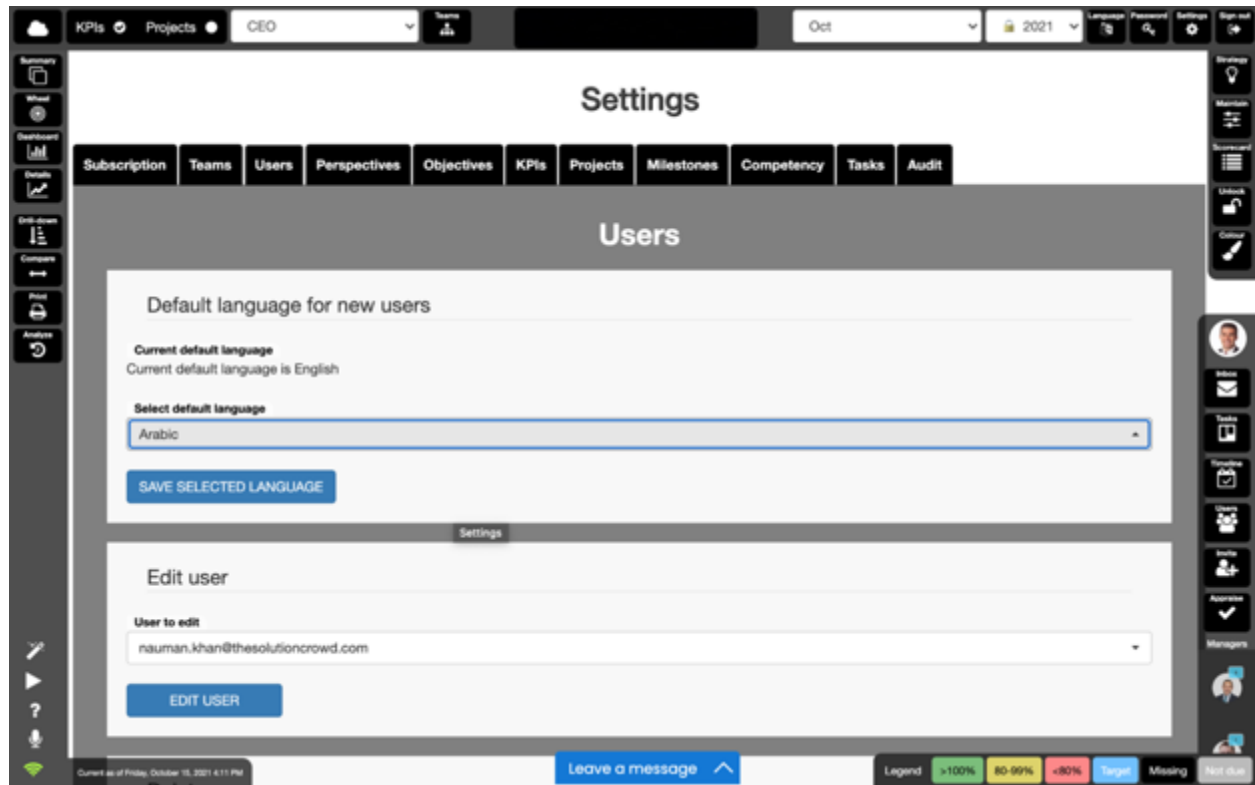 KPIs Projects CEO Teams Oct 2021 Language Password Settings Sign out
Summary
Wheel
Dashboard
Details
Drill-down
Compare
Print
Analyze
Settings
Subscription Teams Users Perspectives Objectives KPIs Projects Milestones Competency Tasks Audit
Users
Default language for new users
Current default language
Current default language is English
Select default language
Arabic
SAVE SELECTED LANGUAGE
Settings
Edit user
User to edit
nauman.khan@thesolutioncrowd.com
EDIT USER
Strategy
Maintain
Scorecard
Unlock
Colour
Inbox
Tasks
Timeline
Users
Invite
Appraise
Managers
?
Current as of Friday, October 15, 2021 4:11 PM
Leave a message
Legend >100% 80-99% <80% Target Missing Not due